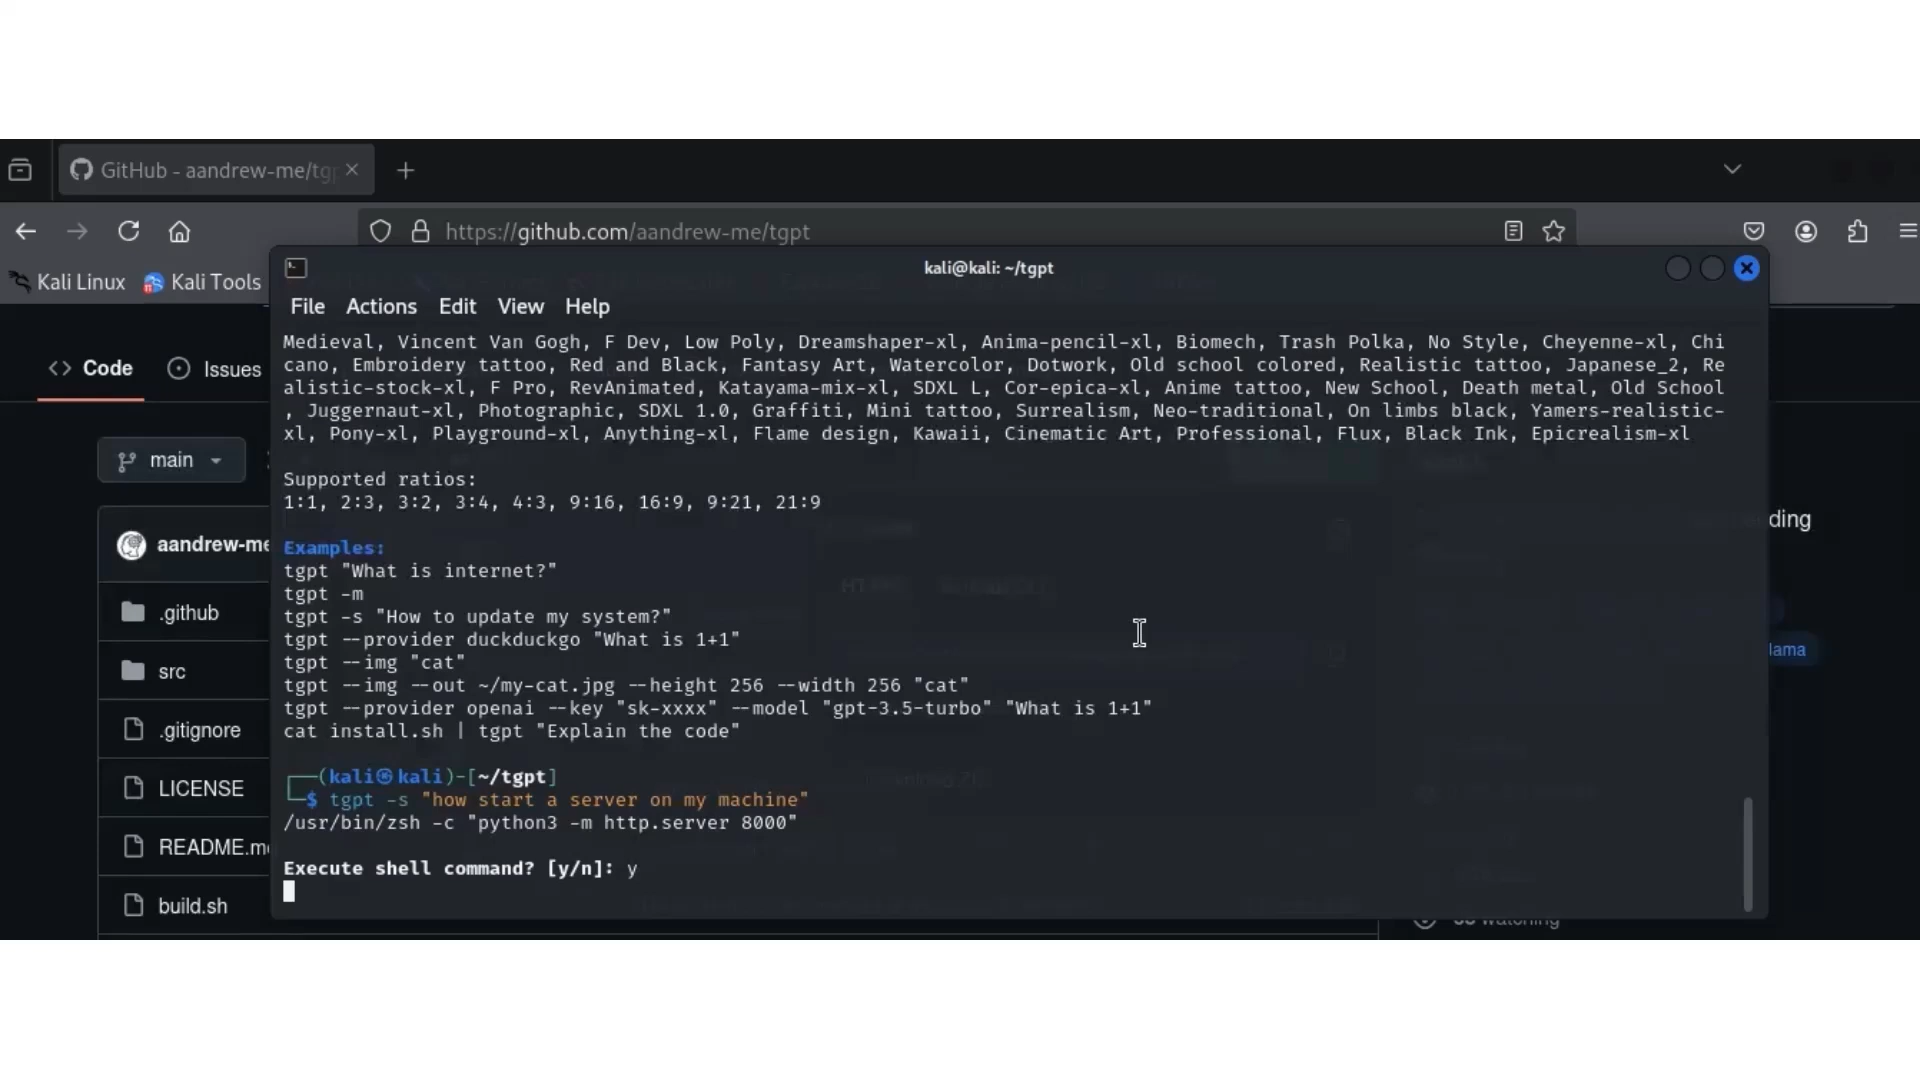 GitHub - aandrew-me/tgp
https://github.com/aandrew-me/tgpt
Kali Linux
Kali Tools
kali@kali: ~/tgpt
File Actions Edit View Help
Code
Issues
main
aandrew-me
.github
src
.gitignore
LICENSE
README.m
build.sh
Medieval, Vincent Van Gogh, F Dev, Low Poly, Dreamshaper-xl, Anima-pencil-xl, Biomech, Trash Polka, No Style, Cheyenne-xl, Chi
cano, Embroidery tattoo, Red and Black, Fantasy Art, Watercolor, Dotwork, Old school colored, Realistic tattoo, Japanese_2, Re
alistic-stock-xl, F Pro, RevAnimated, Katayama-mix-xl, SDXL L, Cor-epica-xl, Anime tattoo, New School, Death metal, Old School
, Juggernaut-xl, Photographic, SDXL 1.0, Graffiti, Mini tattoo, Surrealism, Neo-traditional, On limbs black, Yamers-realistic-
xl, Pony-xl, Playground-xl, Anything-xl, Flame design, Kawaii, Cinematic Art, Professional, Flux, Black Ink, Epicrealism-xl
Supported ratios:
1:1, 2:3, 3:2, 3:4, 4:3, 9:16, 16:9, 9:21, 21:9
Examples:
tgpt "What is internet?"
tgpt -m
tgpt -s "How to update my system?"
tgpt --provider duckduckgo "What is 1+1"
tgpt --img "cat"
tgpt --img --out ~/my-cat.jpg --height 256 --width 256 "cat"
tgpt --provider openai --key "sk-xxxx" --model "gpt-3.5-turbo" "What is 1+1"
cat install.sh | tgpt "Explain the code"
┌──(kali㉿kali)-[~/tgpt]
└─$ tgpt -s "how start a server on my machine"
/usr/bin/zsh -c "python3 -m http.server 8000"
Execute shell command? [y/n]: y
ding
lama
watching